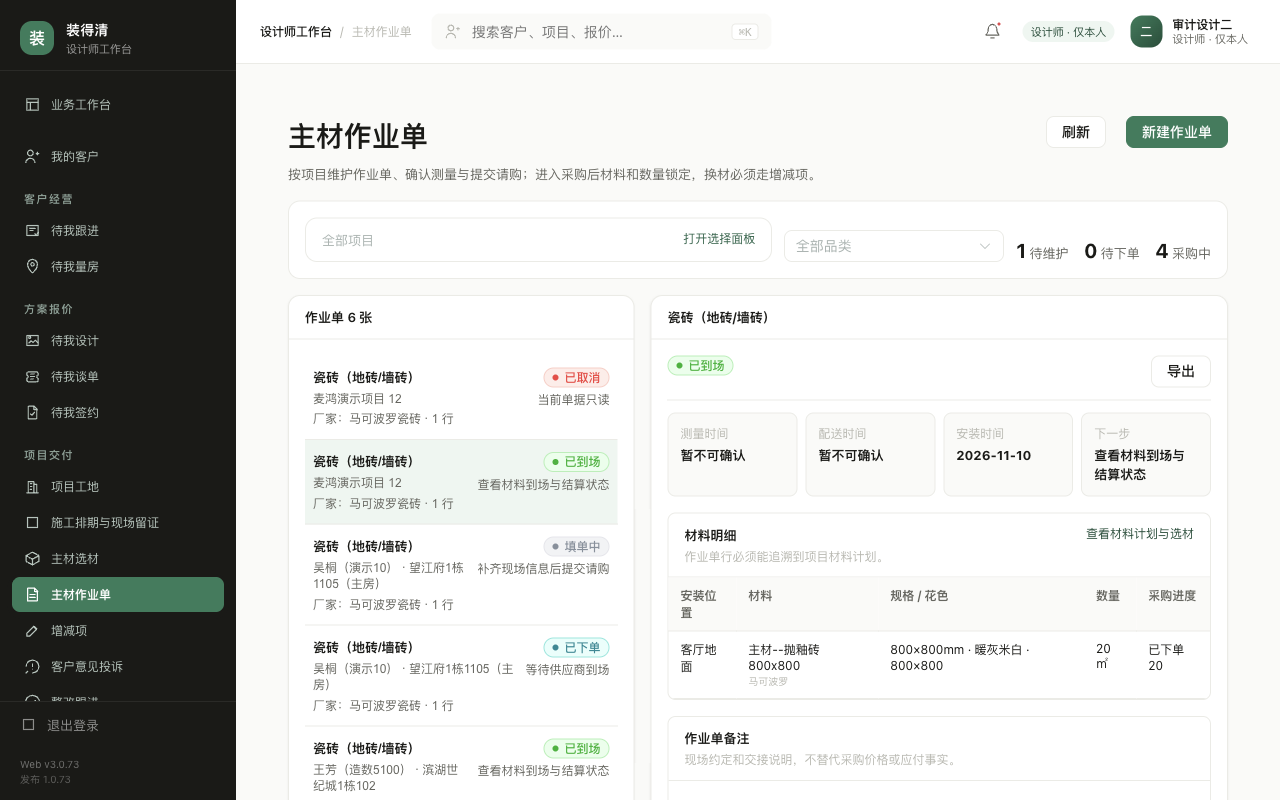 装
装得清
设计师工作台
业务工作台
我的客户
客户经营
待我跟进
待我量房
方案报价
待我设计
待我谈单
待我签约
项目交付
项目工地
施工排期与现场留证
主材选材
主材作业单
增减项
客户意见投诉
退出登录
Web v3.0.73
发布 1.0.73
设计师工作台 / 主材作业单
搜索客户、项目、报价... ⌘K
设计师 · 仅本人
二
审计设计二
设计师 · 仅本人
主材作业单
刷新
新建作业单
按项目维护作业单、确认测量与提交请购；进入采购后材料和数量锁定，换材必须走增减项。
全部项目 打开选择面板
全部品类
1 待维护 0 待下单 4 采购中
作业单 6 张
瓷砖（地砖/墙砖） 已取消
麦鸿演示项目 12 当前单据只读
厂家：马可波罗瓷砖 · 1 行
瓷砖（地砖/墙砖） 已到场
麦鸿演示项目 12 查看材料到场与结算状态
厂家：马可波罗瓷砖 · 1 行
瓷砖（地砖/墙砖） 填单中
吴桐（演示10） · 望江府1栋 补齐现场信息后提交请购
1105（主房）
厂家：马可波罗瓷砖 · 1 行
瓷砖（地砖/墙砖） 已下单
吴桐（演示10） · 望江府1栋1105（主 等待供应商到场
房）
厂家：马可波罗瓷砖 · 1 行
瓷砖（地砖/墙砖） 已到场
王芳（造数5100） · 滨湖世 查看材料到场与结算状态
纪城1栋102
瓷砖（地砖/墙砖）
已到场
导出
测量时间
暂不可确认
配送时间
暂不可确认
安装时间
2026-11-10
下一步
查看材料到场与
结算状态
材料明细 查看材料计划与选材
作业单行必须能追溯到项目材料计划。
安装位 材料 规格 / 花色 数量 采购进度
置
客厅地 主材--抛釉砖 800×800mm · 暖灰米白 · 20 已下单
面 800x800 800×800 ㎡ 20
马可波罗
作业单备注
现场约定和交接说明，不替代采购价格或应付事实。